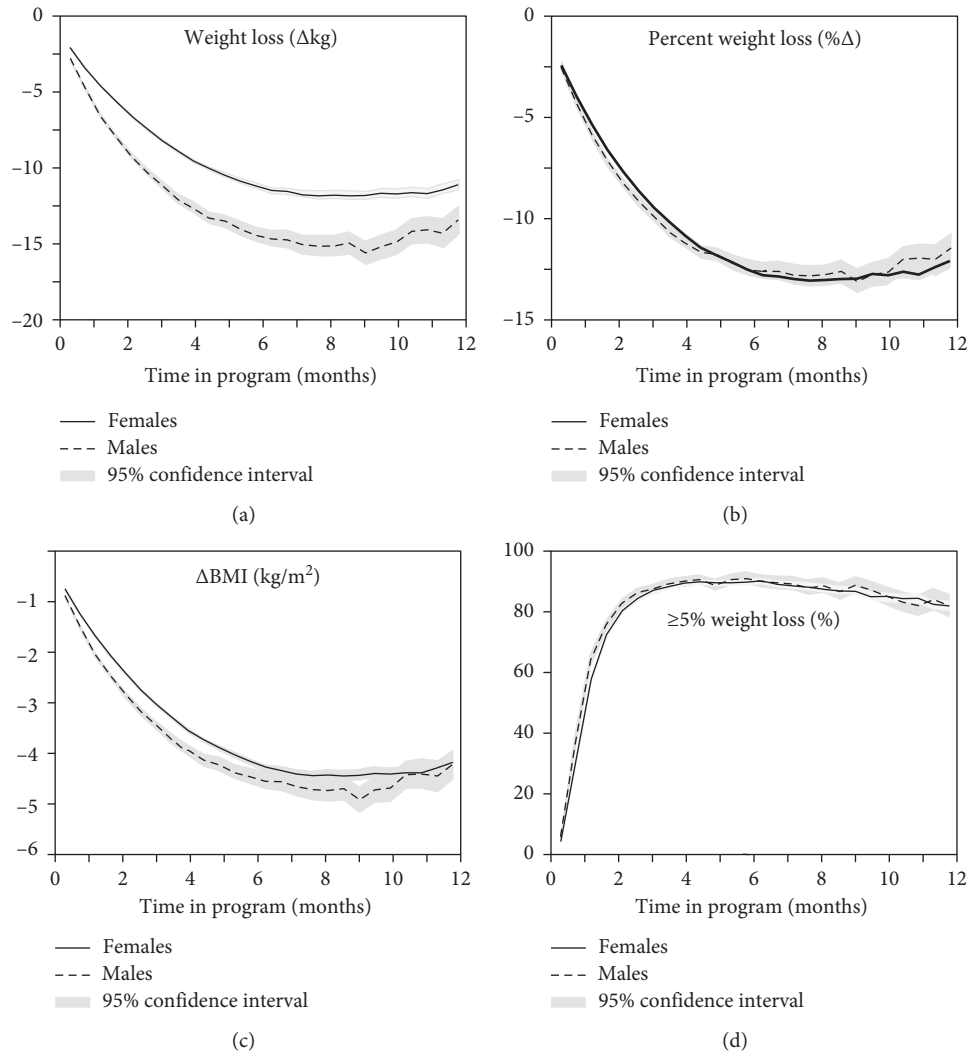 Weight loss (Δkg)
0
−5
−10
−15
−20
0 2 4 6 8 10 12
Time in program (months)
Females
Males
95% confidence interval
(a)
Percent weight loss (%Δ)
0
−5
−10
−15
0 2 4 6 8 10 12
Time in program (months)
Females
Males
95% confidence interval
(b)
ΔBMI (kg/m²)
−1
−2
−3
−4
−5
−6
0 2 4 6 8 10 12
Time in program (months)
Females
Males
95% confidence interval
(c)
100
80
≥5% weight loss (%)
60
40
20
0
0 2 4 6 8 10 12
Time in program (months)
Females
Males
95% confidence interval
(d)